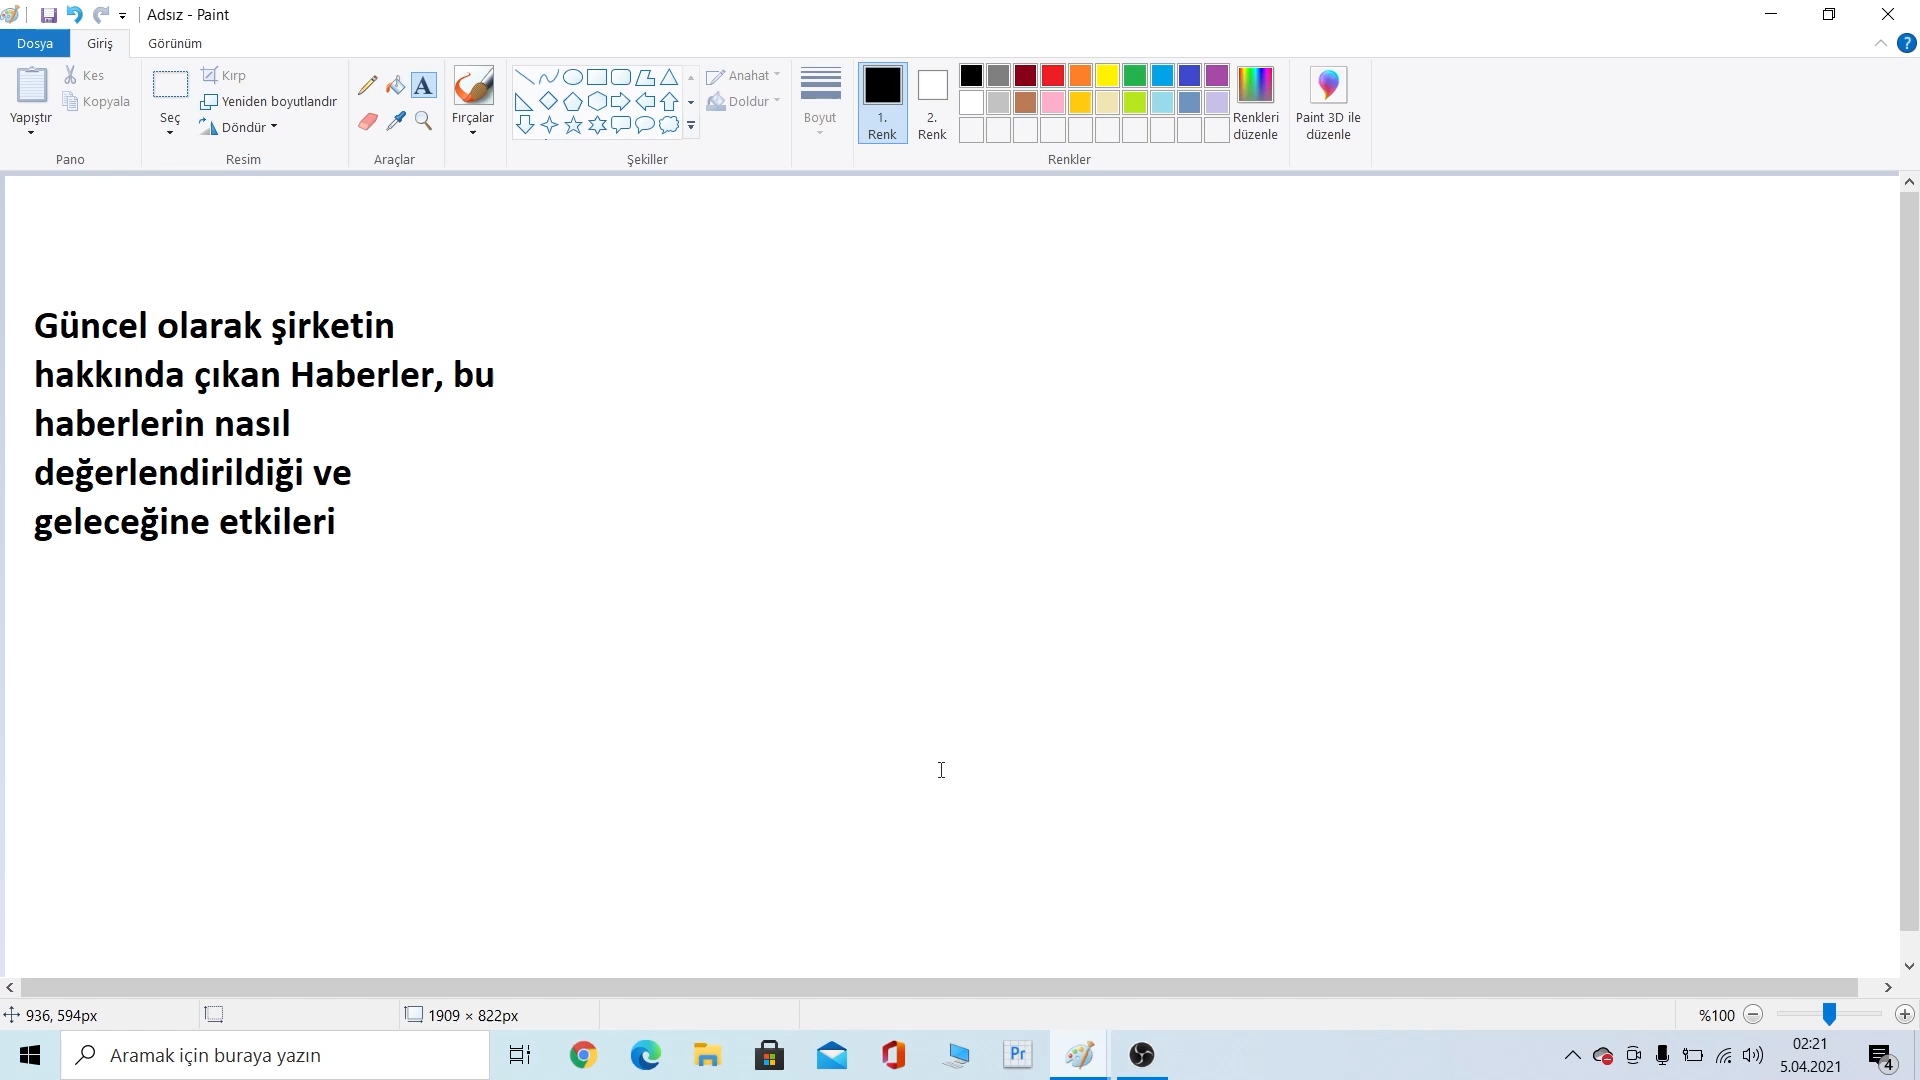 Adsız - Paint
Dosya Giriş Görünüm
Yapıştır
Kes
Kopyala
Pano
Seç
Kırp
Yeniden boyutlandır
Döndür
Resim
A
Araçlar
Fırçalar
Şekiller
Anahat
Doldur
Boyut
1.
Renk
2.
Renk
Renkler
Renkleri
düzenle
Paint 3D ile
düzenle
Güncel olarak şirketin
hakkında çıkan Haberler, bu
haberlerin nasıl
değerlendirildiği ve
geleceğine etkileri
936, 594px
1909 × 822px
%100
Aramak için buraya yazın
Pr
02:21
5.04.2021
4